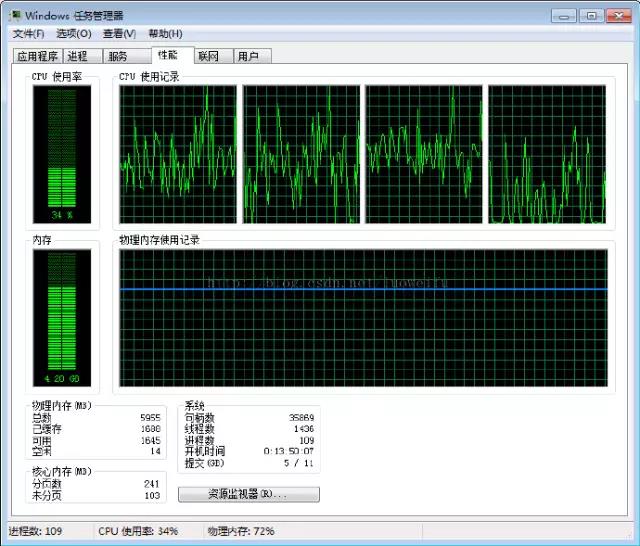 Windows 任务管理器
文件(F) 选项(O) 查看(V) 帮助(H)
应用程序 进程 服务 性能 联网 用户
CPU 使用率 CPU 使用记录
34 %
内存 物理内存使用记录
http://blog.csdn.net/luoweifu
4.20 GB
物理内存(MB)
总数 5955
已缓存 1688
可用 1645
空闲 14
系统
句柄数 35869
线程数 1436
进程数 109
开机时间 0:13:50:07
提交(GB) 5 / 11
核心内存(MB)
分页数 241
未分页 103
资源监视器(R)...
进程数: 109 CPU 使用率: 34% 物理内存: 72%